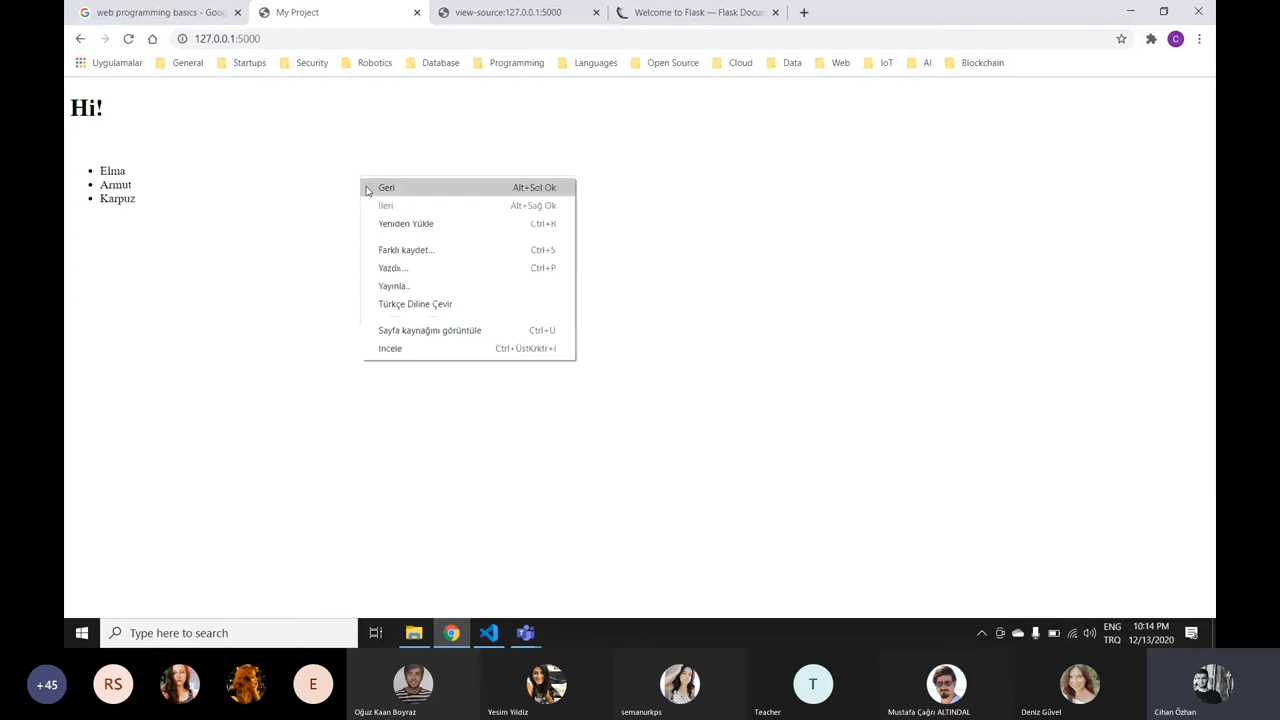 web programming basics - Goog
My Project
view-source:127.0.0.1:5000
Welcome to Flask — Flask Docum
127.0.0.1:5000
Uygulamalar
General
Startups
Security
Robotics
Database
Programming
Languages
Open Source
Cloud
Data
Web
IoT
AI
Blockchain
Hi!
Elma
Armut
Karpuz
Geri Alt+Sol Ok
İleri Alt+Sağ Ok
Yeniden Yükle Ctrl+R
Farklı kaydet... Ctrl+S
Yazdır... Ctrl+P
Yayınla..
Türkçe Diline Çevir
Sayfa kaynağını görüntüle Ctrl+U
İncele Ctrl+ÜstKrktr+I
Type here to search
ENG
TRQ
10:14 PM
12/13/2020
C
+45
RS
E
T
Oğuz Kaan Boyraz
Yesim Yildiz
semanurkps
Teacher
Mustafa Çağrı ALTINDAL
Deniz Güvel
Cihan Özhan